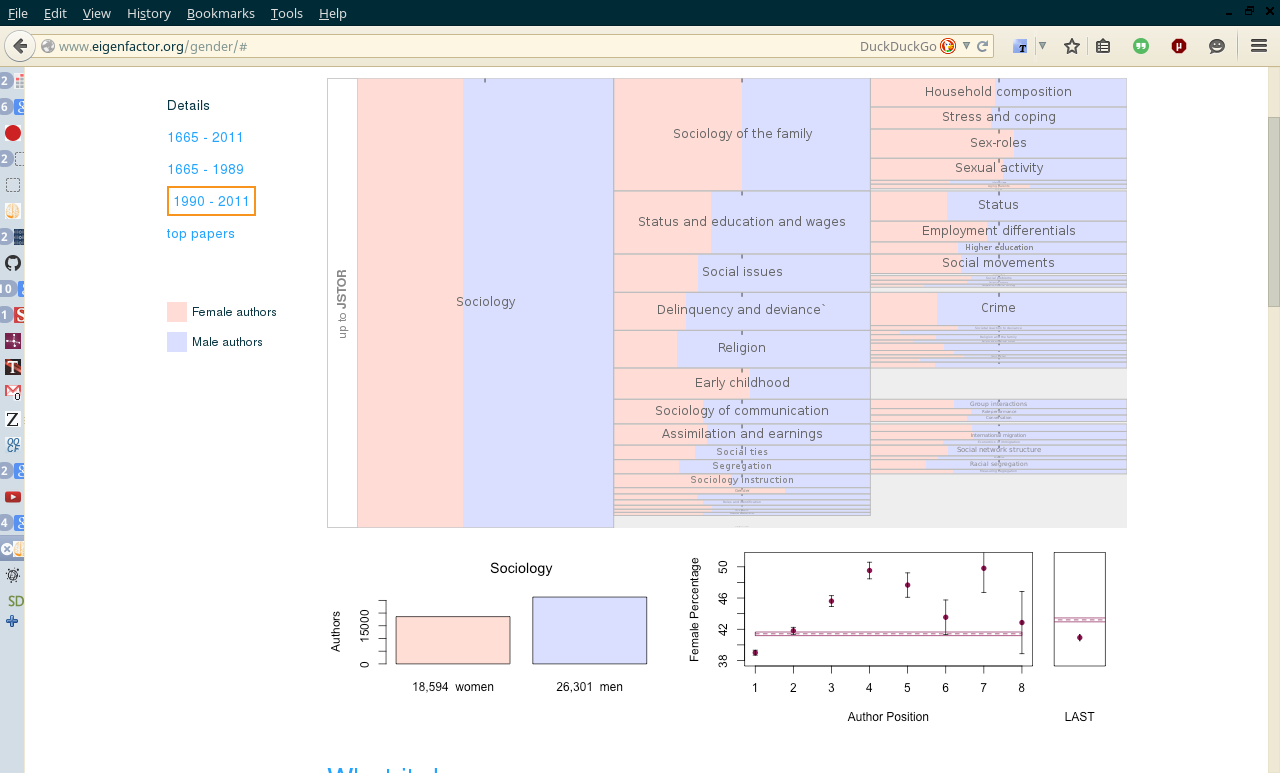 File Edit View History Bookmarks Tools Help
www.eigenfactor.org/gender/#
DuckDuckGo
Details
1665 - 2011
1665 - 1989
1990 - 2011
top papers
Female authors
Male authors
up to JSTOR
Sociology
Sociology of the family
Status and education and wages
Social issues
Delinquency and deviance`
Religion
Early childhood
Sociology of communication
Assimilation and earnings
Social ties
Segregation
Sociology instruction
Household composition
Stress and coping
Sex-roles
Sexual activity
Status
Employment differentials
Higher education
Social movements
Crime
Group interactions
International migration
Social network structure
Racial segregation
Sociology
Authors
0 15000
18,594 women
26,301 men
Female Percentage
38 42 46 50
1 2 3 4 5 6 7 8
Author Position
LAST